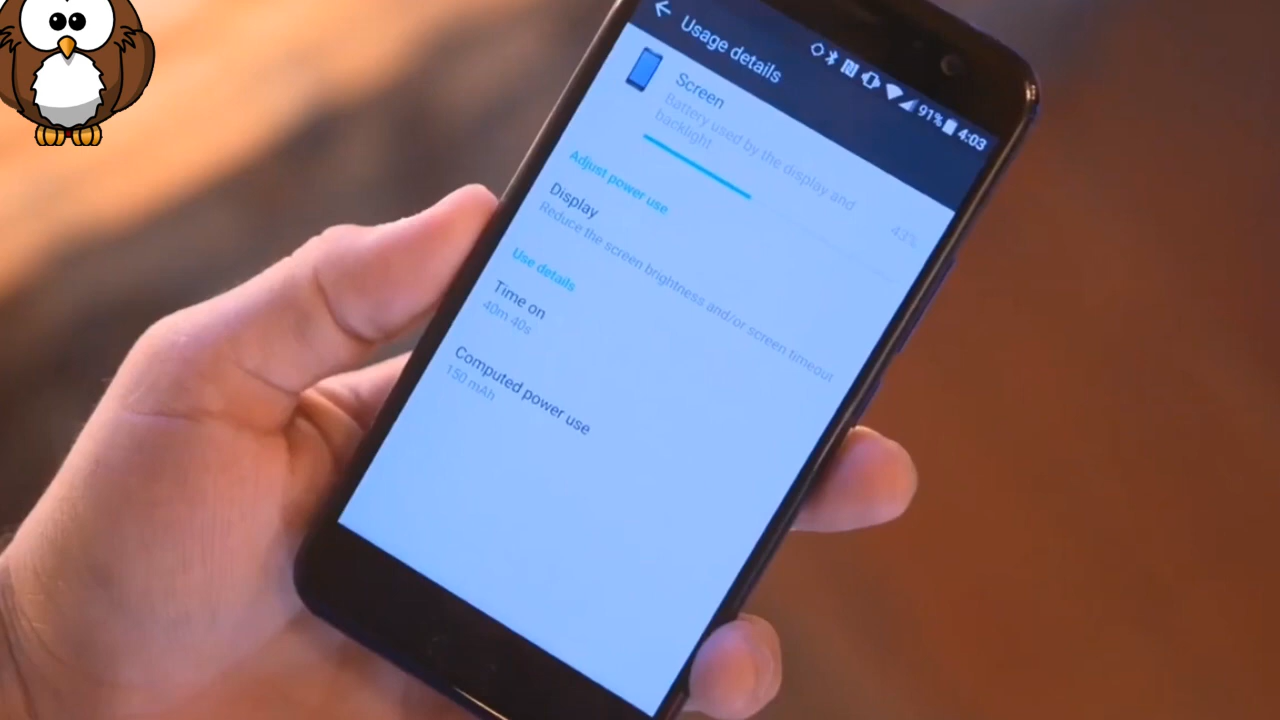 Usage details
91% 4:03
Screen
Battery used by the display and
backlight
43%
Adjust power use
Display
Reduce the screen brightness and/or screen timeout
Use details
Time on
40m 40s
Computed power use
150 mAh